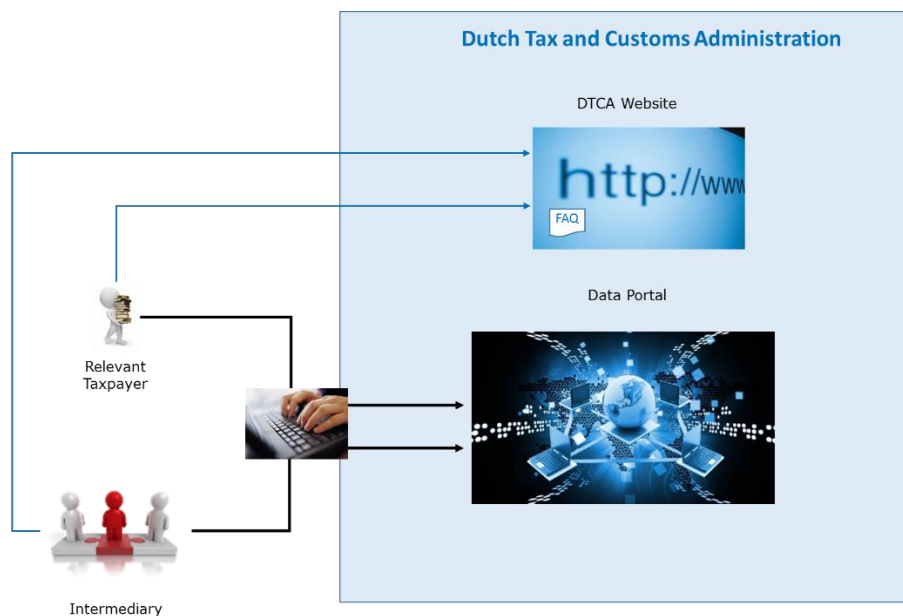 Dutch Tax and Customs Administration
DTCA Website
http://www
FAQ
Data Portal
Relevant
Taxpayer
Intermediary